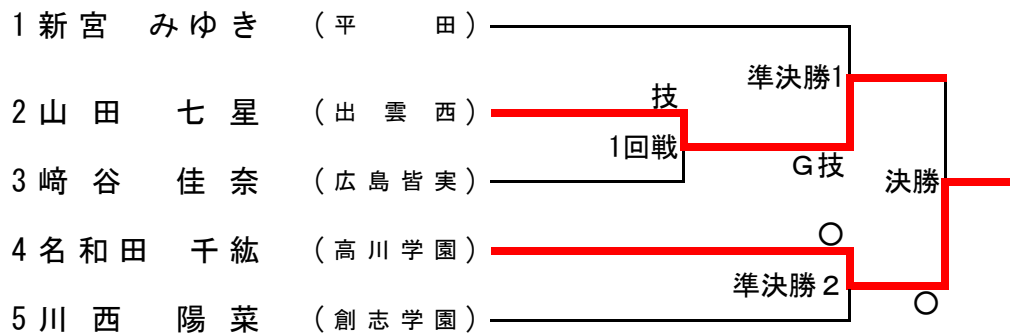 1 新宮 みゆき (平田)
準決勝1
2 山田 七星 (出雲西)
技
1回戦
G技
3 﨑谷 佳奈 (広島皆実)
決勝
4 名和田 千紘 (高川学園)
○
準決勝2
○
5 川西 陽菜 (創志学園)